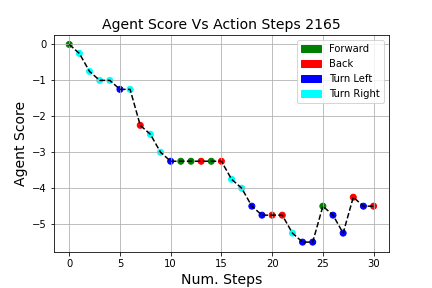 Agent Score Vs Action Steps 2165
Agent Score
0
−1
−2
−3
−4
−5
Forward
Back
Turn Left
Turn Right
0 5 10 15 20 25 30
Num. Steps